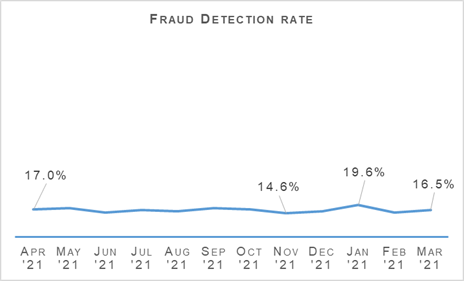 FRAUD DETECTION RATE
17.0%
14.6%
19.6%
16.5%
APR MAY JUN JUL AUG SEP OCT NOV DEC JAN FEB MAR
'21 '21 '21 '21 '21 '21 '21 '21 '21 '21 '21 '21